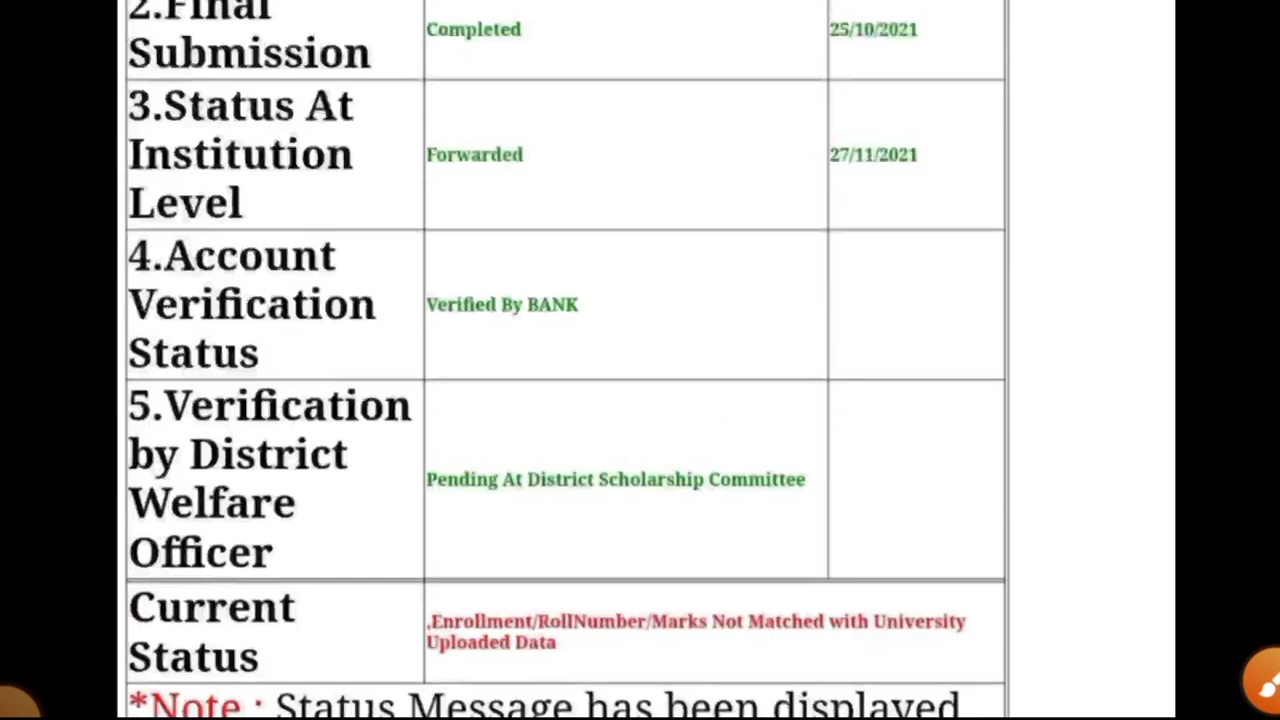 2.Final
Submission
Completed
25/10/2021
3.Status At
Institution
Level
Forwarded
27/11/2021
4.Account
Verification
Status
Verified By BANK
5.Verification
by District
Welfare
Officer
Pending At District Scholarship Committee
Current
Status
,Enrollment/RollNumber/Marks Not Matched with University
Uploaded Data
*Note : Status Message has been displayed